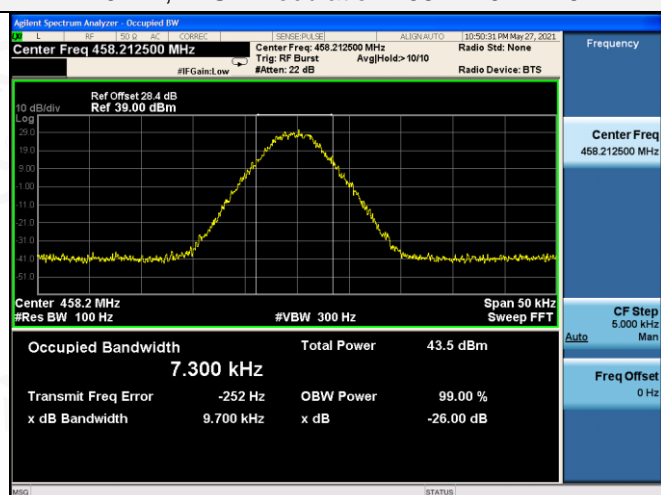 Agilent Spectrum Analyzer - Occupied BW
L RF 50 Ω AC CORREC SENSE:PULSE ALIGN AUTO 10:50:31 PM May 27, 2021
Center Freq 458.212500 MHz
Center Freq: 458.212500 MHz Radio Std: None
Trig: RF Burst Avg|Hold:> 10/10
#IFGain:Low #Atten: 22 dB Radio Device: BTS
Ref Offset 28.4 dB
10 dB/div Ref 39.00 dBm
Log
29.0
19.0
9.00
-1.00
-11.0
-21.0
-31.0
-41.0
-51.0
Center 458.2 MHz Span 50 kHz
#Res BW 100 Hz #VBW 300 Hz Sweep FFT
Occupied Bandwidth Total Power 43.5 dBm
7.300 kHz
Transmit Freq Error -252 Hz OBW Power 99.00 %
x dB Bandwidth 9.700 kHz x dB -26.00 dB
MSG STATUS
Frequency
Center Freq
458.212500 MHz
CF Step
5.000 kHz
Auto Man
Freq Offset
0 Hz